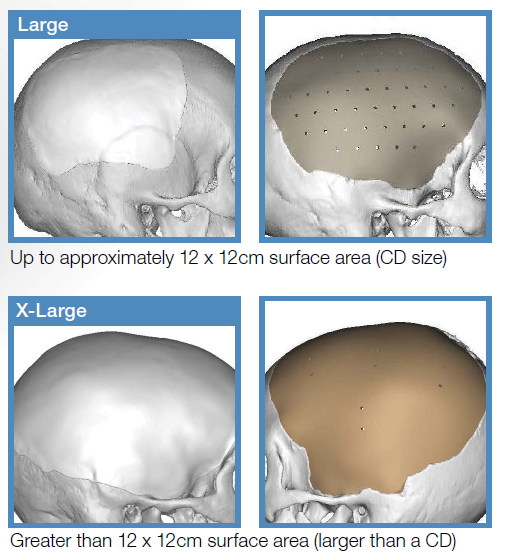 Large
Up to approximately 12 x 12cm surface area (CD size)
X-Large
Greater than 12 x 12cm surface area (larger than a CD)